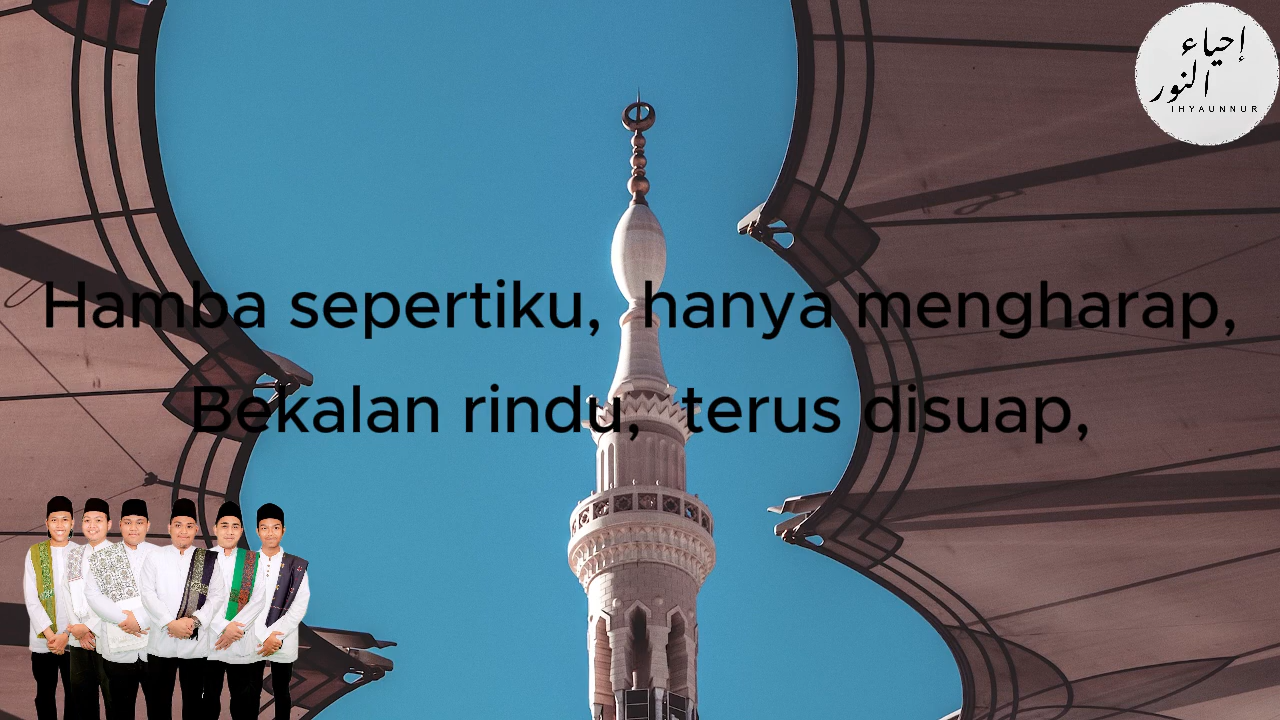 إحياء
النور
IHYAUNNUR
Hamba sepertiku, hanya mengharap,
Bekalan rindu, terus disuap,